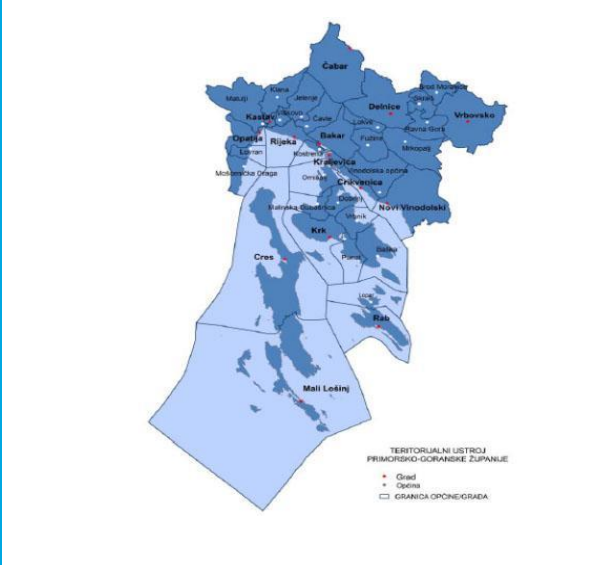 Čabar
Brod Moravice
Klana
Skrad
Matulji
Jelenje
Delnice
Vrbovsko
Kastav
Viškovo
Čavle
Lokve
Ravna Gora
Opatija
Rijeka
Bakar
Fužine
Mrkopalj
Lovran
Kostrena
Kraljevica
Mošćenička Draga
Omišalj
Vinodolska općina
Crikvenica
Dobrinj
Malinska-Dubašnica
Vrbnik
Novi Vinodolski
Krk
Baška
Cres
Punat
Lopar
Rab
Mali Lošinj
TERITORIJALNI USTROJ
PRIMORSKO-GORANSKE ŽUPANIJE
Grad
Općina
GRANICA OPĆINE/GRADA